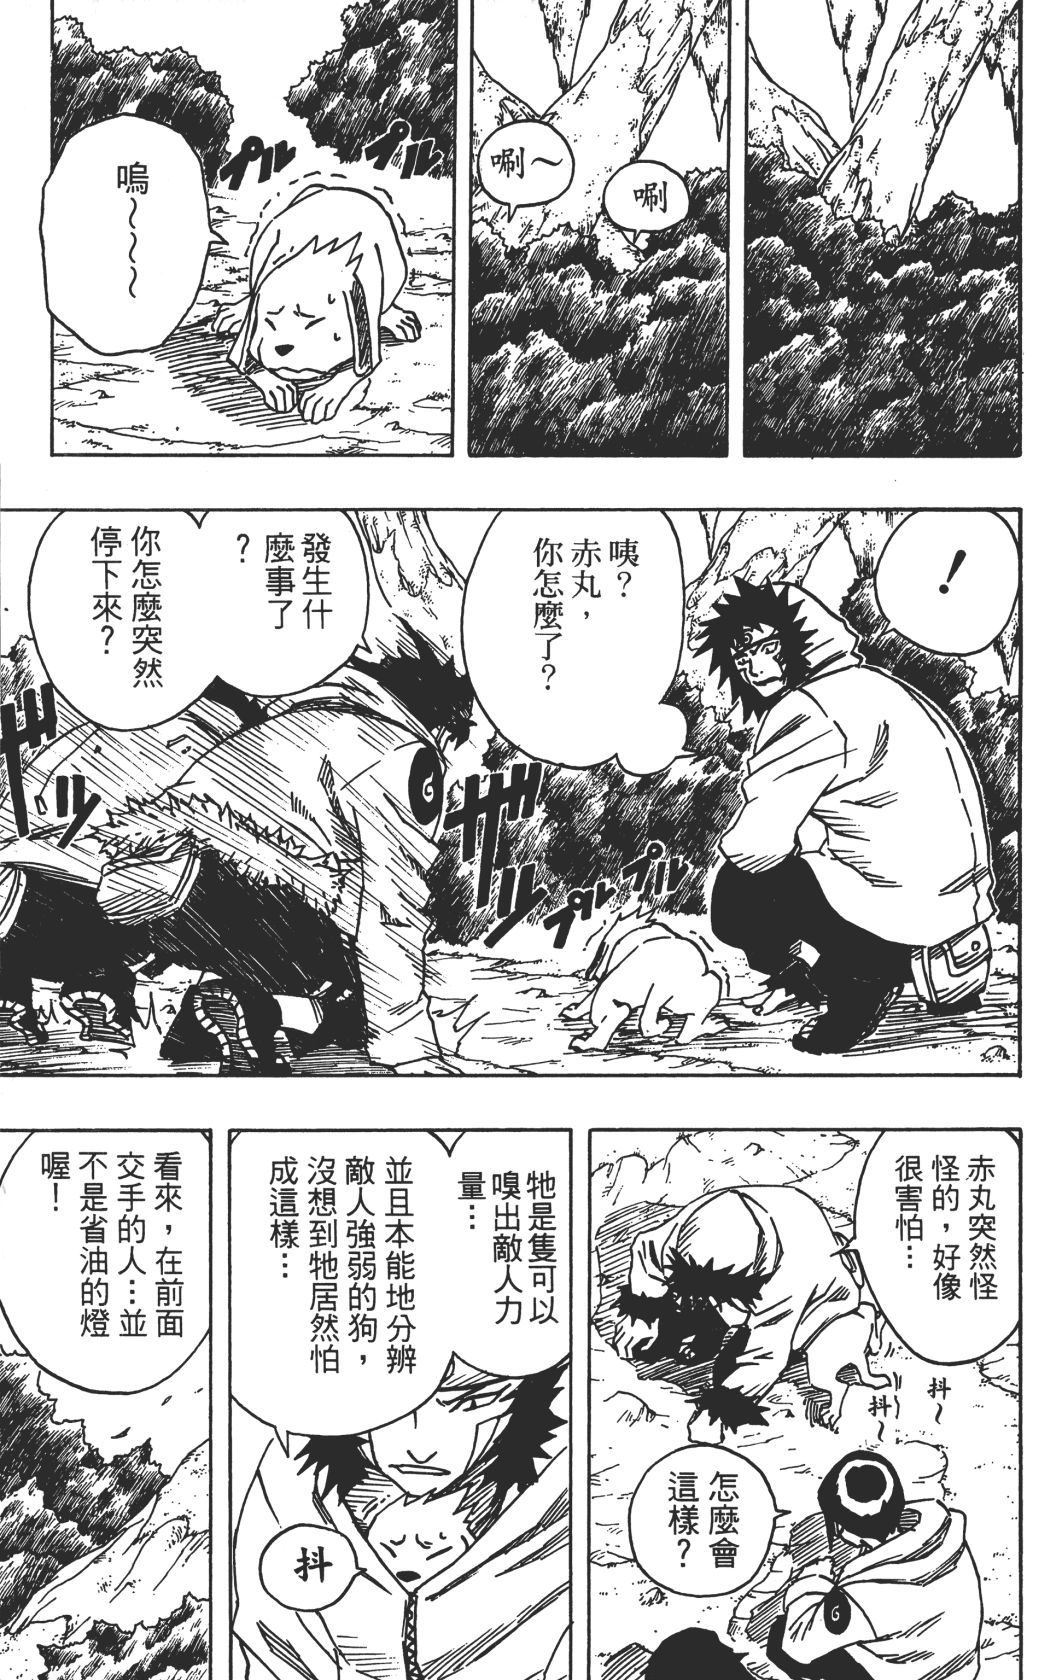 唰
唰～
プル
プル
嗚～～～～
！
咦？
赤丸，
你怎麼了？
プル
プル
ザザッ
發生什
麼事了
？
你怎麼突然
停下來？
ザッ
赤丸突然怪
怪的，好像
很害怕…
抖～
抖～
怎麼會
這樣？
牠是隻可以
嗅出敵人力
量…
並且本能地分辨
敵人強弱的狗，
沒想到牠居然怕
成這樣…
抖
看來，在前面
交手的人…並
不是省油的燈
喔！